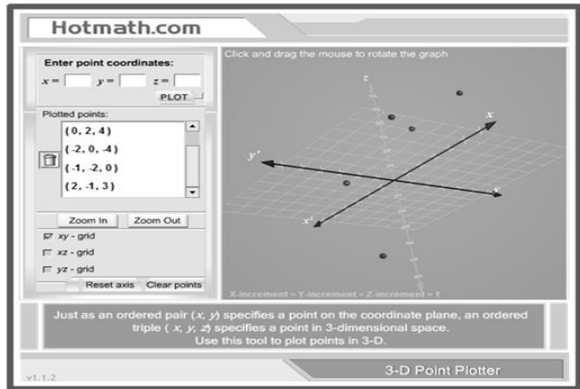 Hotmath.com
Enter point coordinates:
x = y = z =
PLOT
Plotted points:
(0, 2, 4)
(-2, 0, -4)
(-1, -2, 0)
(2, -1, 3)
Zoom In Zoom Out
xy - grid
xz - grid
yz - grid
Reset axis Clear points
Click and drag the mouse to rotate the graph
z
x
y'
x'
X-increment = Y-increment = Z-increment = 1
Just as an ordered pair (x, y) specifies a point on the coordinate plane, an ordered
triple ( x, y, z) specifies a point in 3-dimensional space.
Use this tool to plot points in 3-D.
v1.1.2
3-D Point Plotter